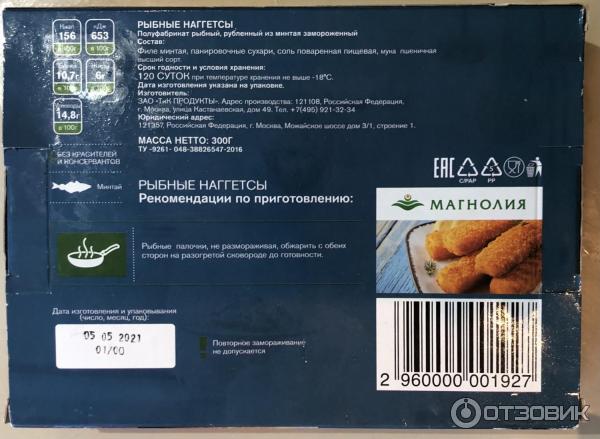 Ккал
156
в 100г
кДж
653
в 100г
Белки
10,7г
в 100г
Жиры
6г
в 100г
Углеводы
14,8г
в 100г
БЕЗ КРАСИТЕЛЕЙ
И КОНСЕРВАНТОВ
Минтай
РЫБНЫЕ НАГГЕТСЫ
Полуфабрикат рыбный, рубленный из минтая замороженный
Состав:
Филе минтая, панировочные сухари, соль поваренная пищевая, мука пшеничная
высший сорт.
Срок годности и условия хранения:
120 СУТОК при температуре хранения не выше -18°С.
Дата изготовления указана на упаковке.
Изготовитель:
ЗАО «ТиК ПРОДУКТЫ». Адрес производства: 121108, Российская Федерация,
г. Москва, улица Кастанаевская, дом 49. Тел: +7(495) 921-32-34
Юридический адрес:
121357, Российская Федерация, г. Москва, Можайское шоссе дом 3/1, строение 1.
МАССА НЕТТО: 300Г
ТУ -9261- 048-38826547-2016
EAC
C/PAP
PP
РЫБНЫЕ НАГГЕТСЫ
Рекомендации по приготовлению:
МАГНОЛИЯ
Рыбные палочки, не размораживая, обжарить с обеих
сторон на разогретой сковороде до готовности.
Дата изготовления и упаковывания
(число, месяц, год):
05 05 2021
01/00
Повторное замораживание
не допускается
2 960000 001927
ОТЗОВИК